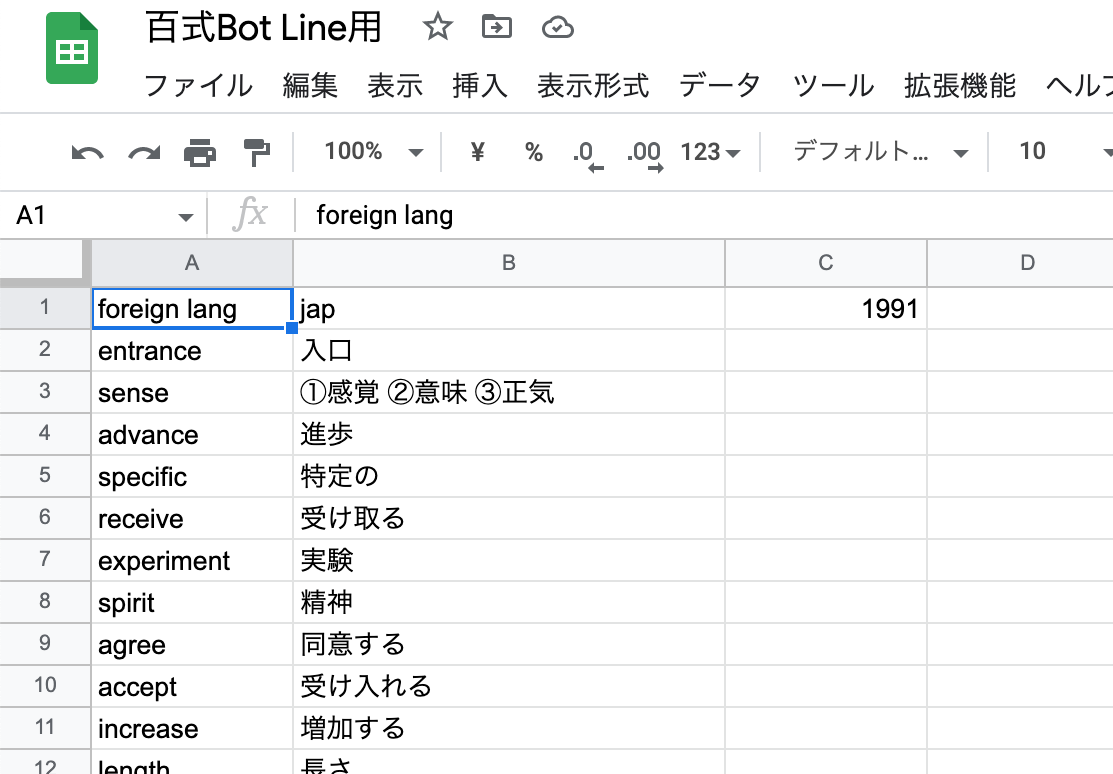 百式Bot Line用
ファイル 編集 表示 挿入 表示形式 データ ツール 拡張機能 ヘルプ
100% ¥ % .0 .00 123 デフォルト... 10
A1 fx foreign lang
A B C D
1 foreign lang jap 1991
2 entrance 入口
3 sense ①感覚 ②意味 ③正気
4 advance 進歩
5 specific 特定の
6 receive 受け取る
7 experiment 実験
8 spirit 精神
9 agree 同意する
10 accept 受け入れる
11 increase 増加する
12 length 長さ